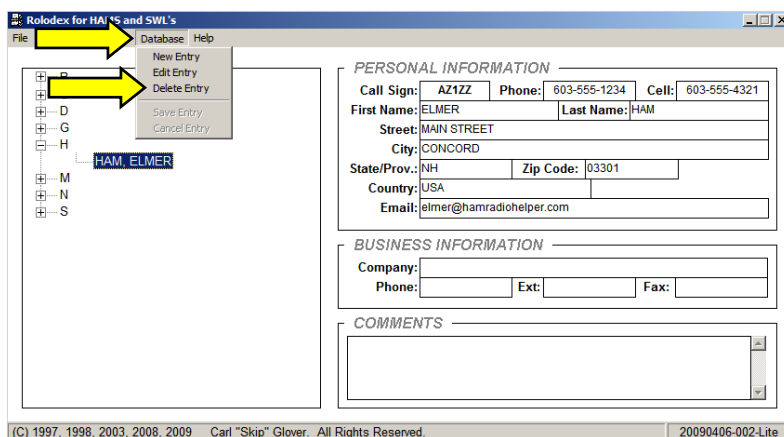 Rolodex for HAMS and SWL's
File Database Help
New Entry
Edit Entry
Delete Entry
Save Entry
Cancel Entry
D
G
H
HAM, ELMER
M
N
S
PERSONAL INFORMATION
Call Sign: AZ1ZZ Phone: 603-555-1234 Cell: 603-555-4321
First Name: ELMER Last Name: HAM
Street: MAIN STREET
City: CONCORD
State/Prov.: NH Zip Code: 03301
Country: USA
Email: elmer@hamradiohelper.com
BUSINESS INFORMATION
Company:
Phone: Ext: Fax:
COMMENTS
(C) 1997, 1998, 2003, 2008, 2009 Carl "Skip" Glover. All Rights Reserved. 20090406-002-Lite